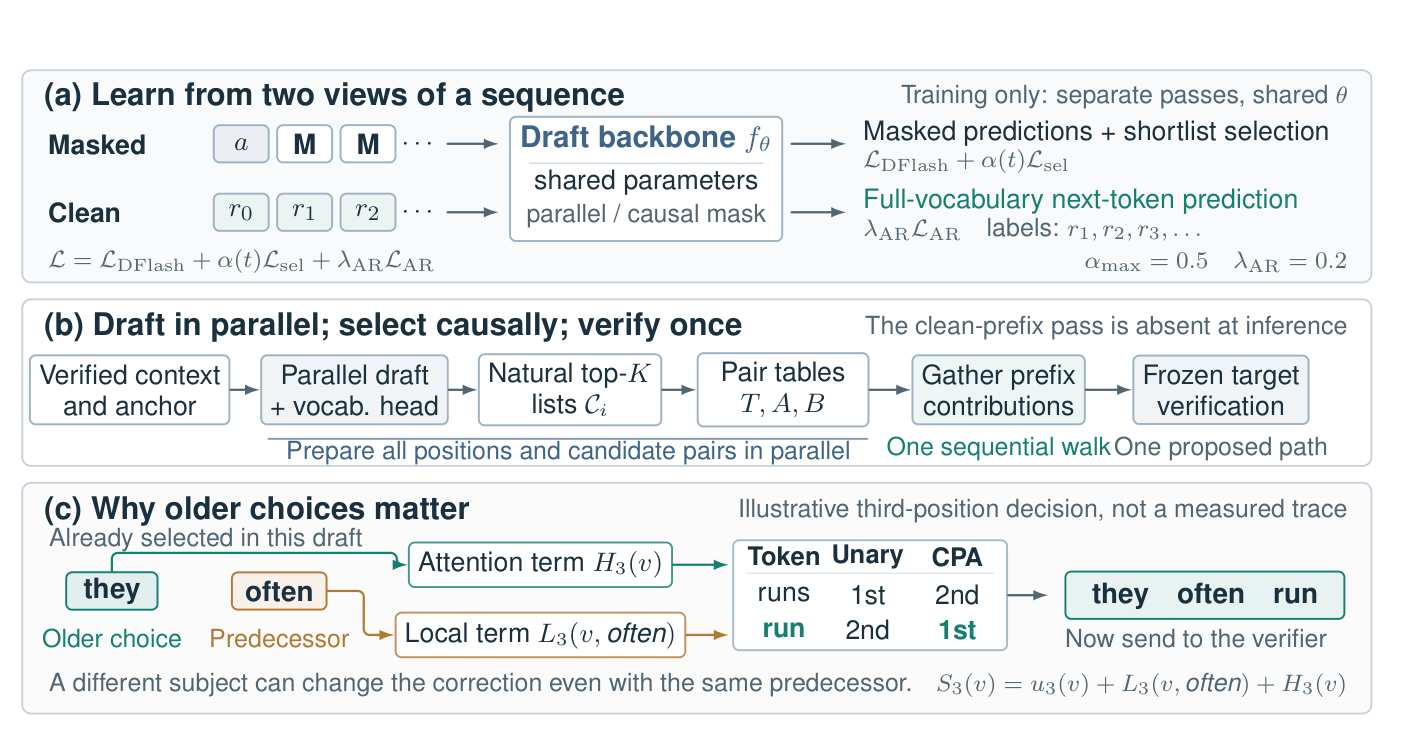 (a) Learn from two views of a sequence
Training only: separate passes, shared θ
Masked
a M M ···
Draft backbone f_θ
shared parameters
parallel / causal mask
Masked predictions + shortlist selection
ℒ_DFlash + α(t)ℒ_sel
Clean
r_0 r_1 r_2 ···
Full-vocabulary next-token prediction
λ_AR ℒ_AR labels: r_1, r_2, r_3, ...
ℒ = ℒ_DFlash + α(t)ℒ_sel + λ_AR ℒ_AR
α_max = 0.5 λ_AR = 0.2
(b) Draft in parallel; select causally; verify once
The clean-prefix pass is absent at inference
Verified context
and anchor
Parallel draft
+ vocab. head
Natural top-K
lists 𝒞_i
Pair tables
T, A, B
Gather prefix
contributions
Frozen target
verification
Prepare all positions and candidate pairs in parallel
One sequential walk
One proposed path
(c) Why older choices matter
Illustrative third-position decision, not a measured trace
Already selected in this draft
they
Older choice
often
Predecessor
Attention term H_3(v)
Local term L_3(v, often)
Token Unary CPA
runs 1st 2nd
run 2nd 1st
they often run
Now send to the verifier
A different subject can change the correction even with the same predecessor.
S_3(v) = u_3(v) + L_3(v, often) + H_3(v)